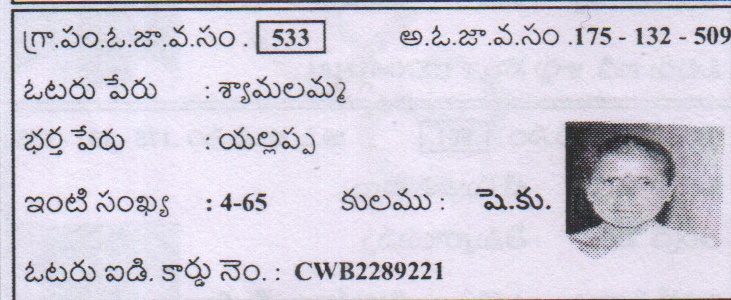 గ్రా.పం.ఓ.జా.వ.సం . 533 అ.ఓ.జా.వ.సం .175 - 132 - 509
ఓటరు పేరు : శ్యామలమ్మ
భర్త పేరు : యల్లప్ప
ఇంటి సంఖ్య : 4-65 కులము : షె.కు.
ఓటరు ఐడి. కార్డు నెం. : CWB2289221